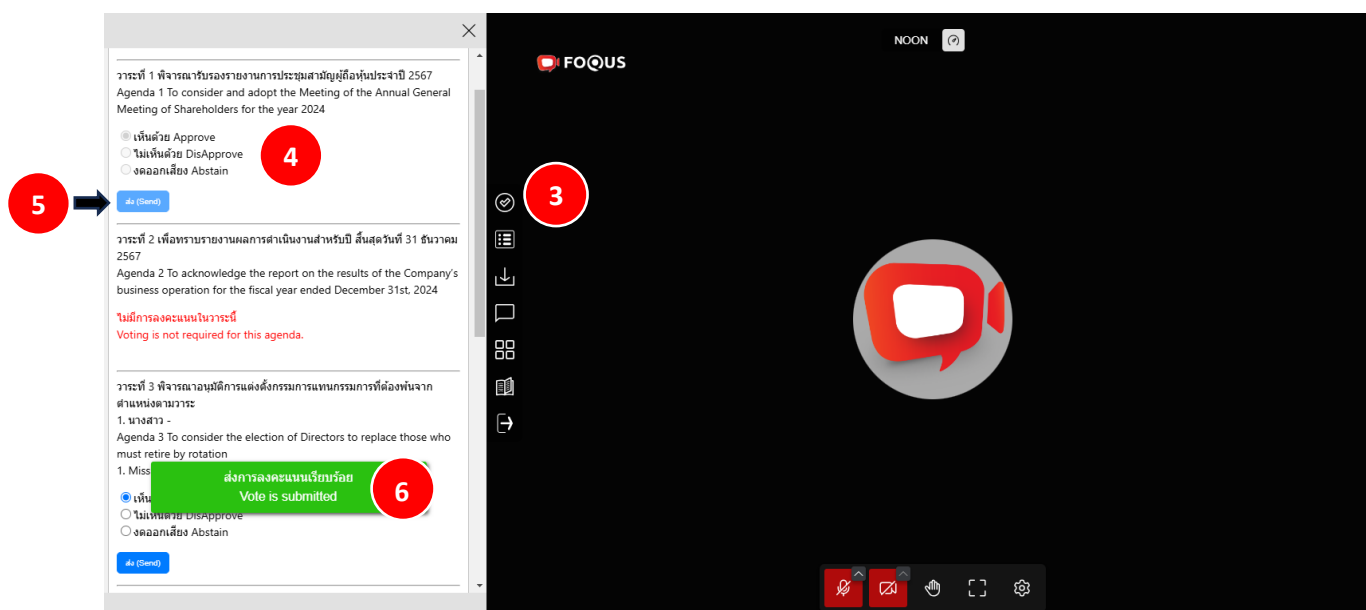 วาระที่ 1 พิจารณารับรองรายงานการประชุมสามัญผู้ถือหุ้นประจำปี 2567
Agenda 1 To consider and adopt the Meeting of the Annual General
Meeting of Shareholders for the year 2024
เห็นด้วย Approve
ไม่เห็นด้วย DisApprove
งดออกเสียง Abstain
4
5
ส่ง (Send)
วาระที่ 2 เพื่อทราบรายงานผลการดำเนินงานสำหรับปี สิ้นสุดวันที่ 31 ธันวาคม
2567
Agenda 2 To acknowledge the report on the results of the Company's
business operation for the fiscal year ended December 31st, 2024
ไม่มีการลงคะแนนในวาระนี้
Voting is not required for this agenda.
วาระที่ 3 พิจารณาอนุมัติการแต่งตั้งกรรมการแทนกรรมการที่ต้องพ้นจาก
ตำแหน่งตามวาระ
1. นางสาว -
Agenda 3 To consider the election of Directors to replace those who
must retire by rotation
1. Miss
ส่งการลงคะแนนเรียบร้อย
Vote is submitted
6
เห็น
ไม่เห็นด้วย DisApprove
งดออกเสียง Abstain
ส่ง (Send)
FOQUS
NOON
3